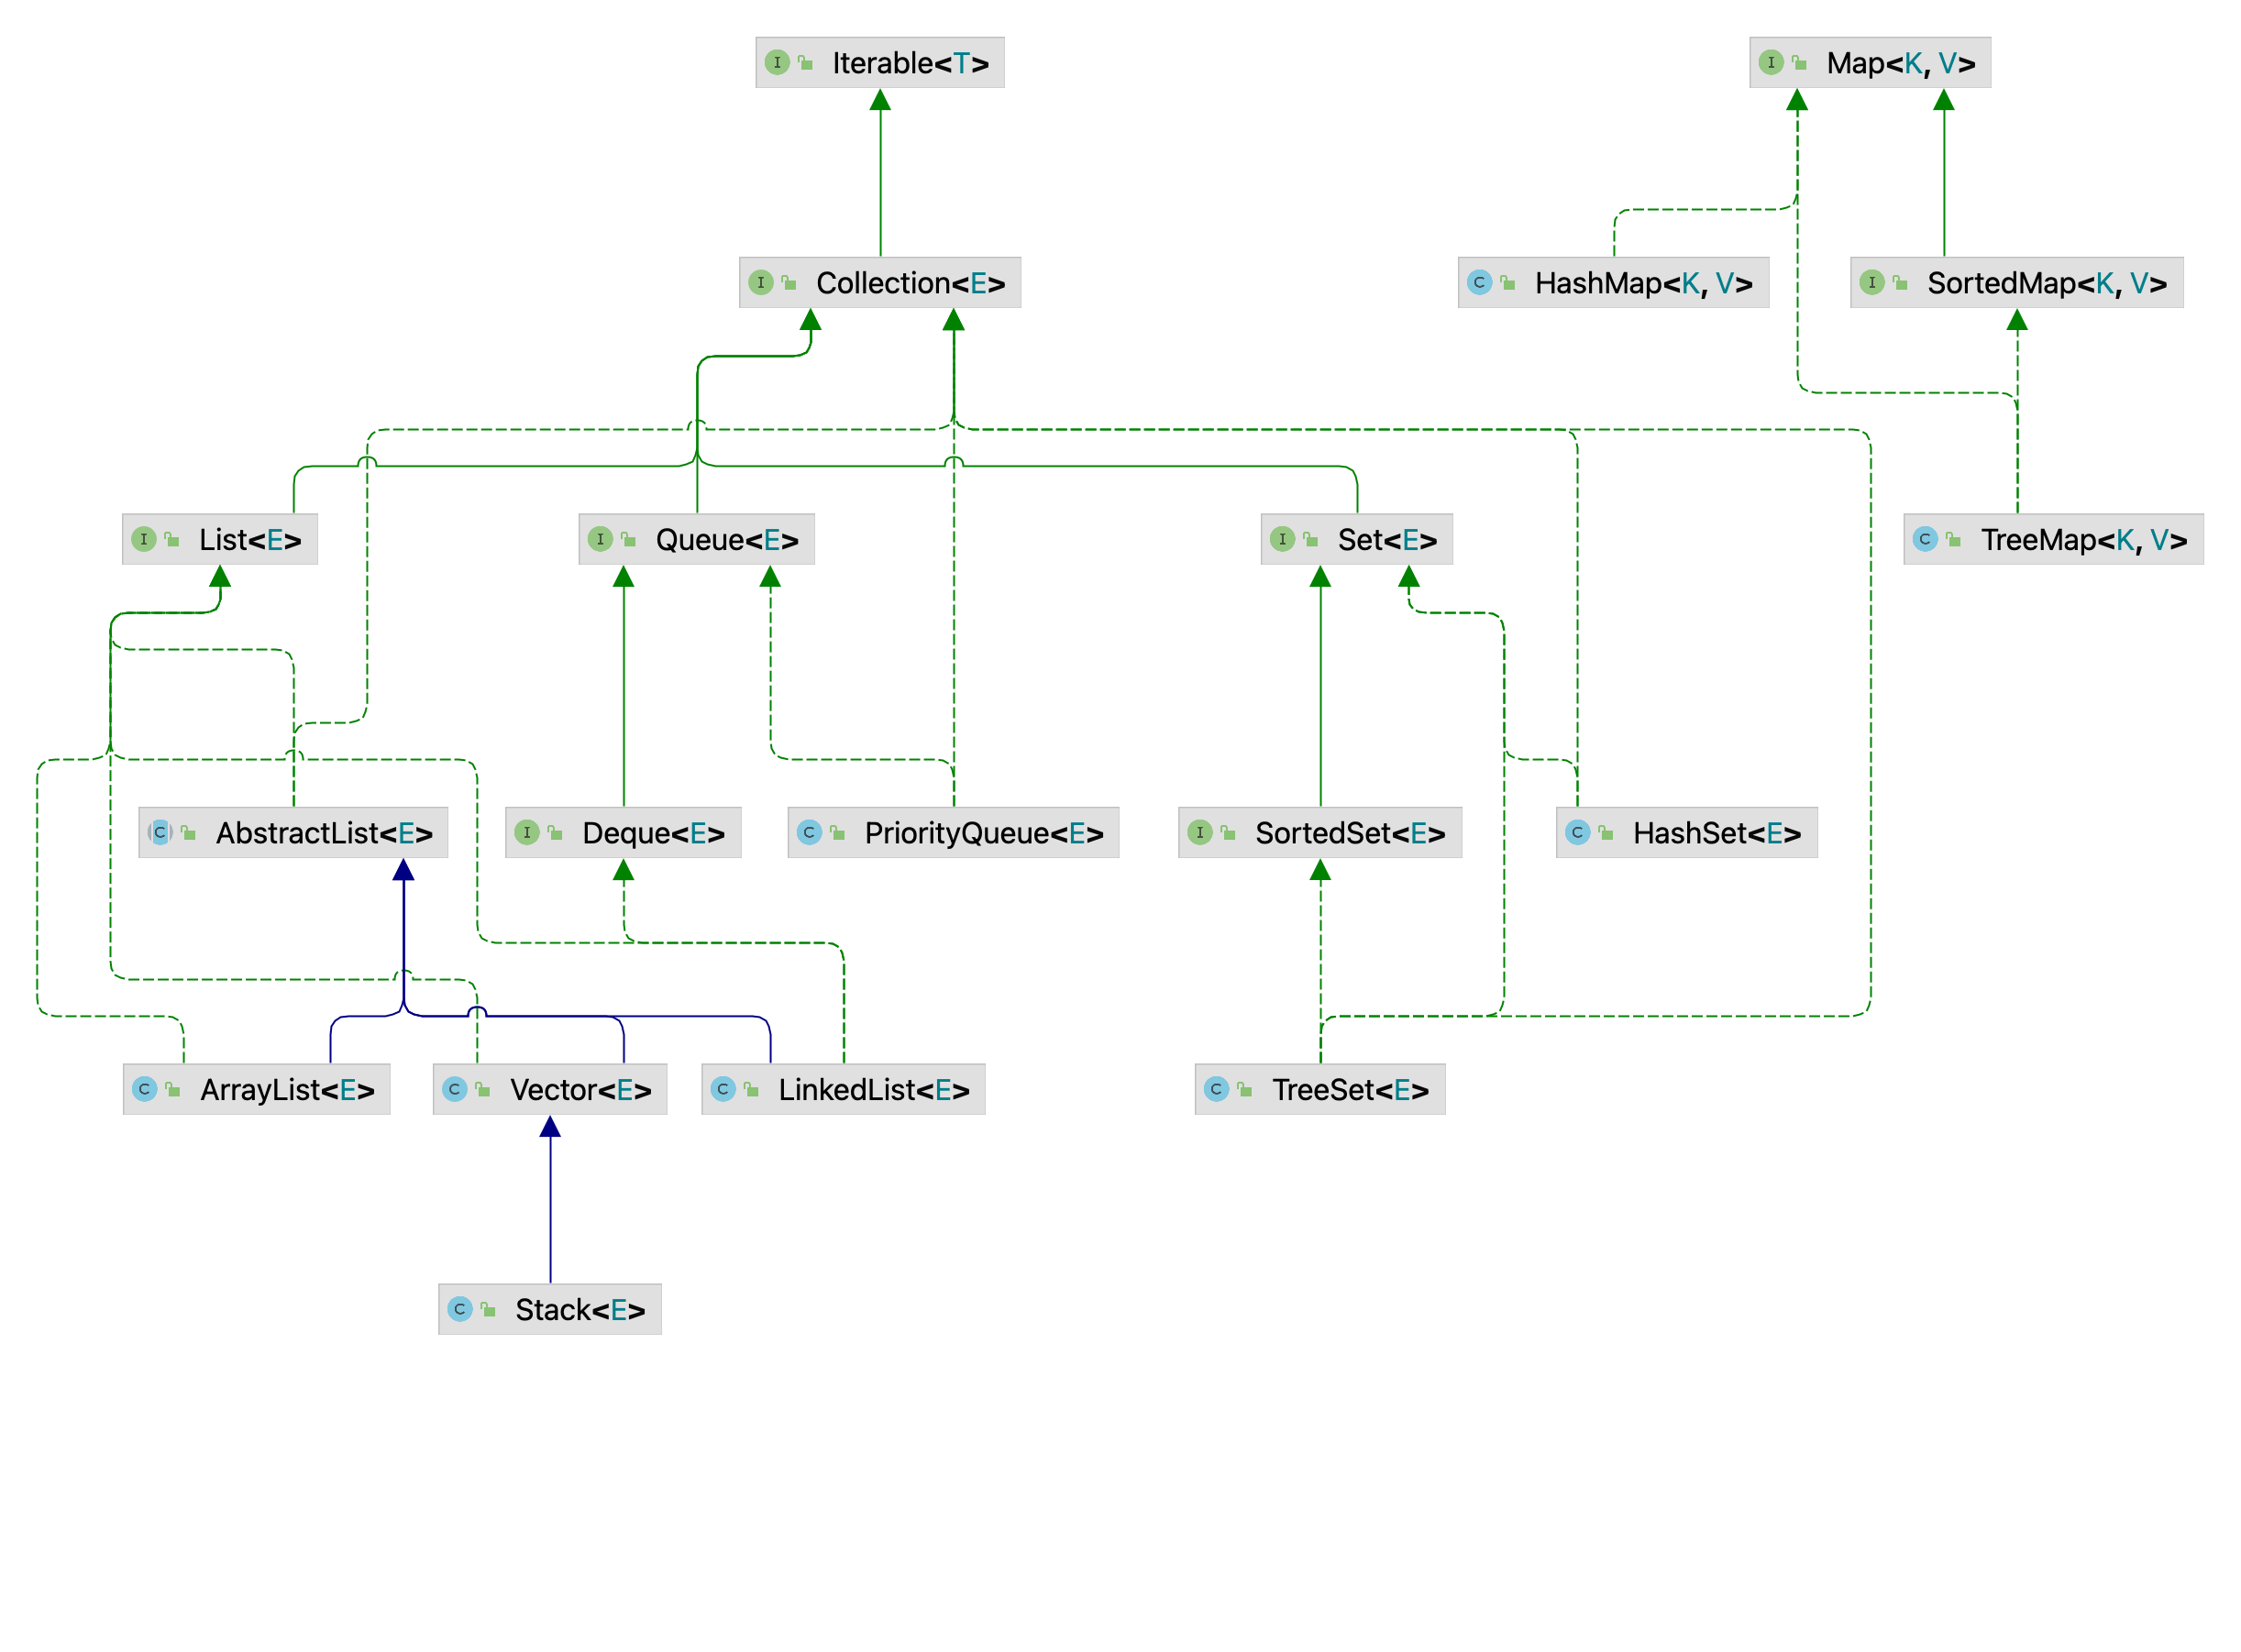 Iterable<T>
Map<K, V>
Collection<E>
HashMap<K, V>
SortedMap<K, V>
List<E>
Queue<E>
Set<E>
TreeMap<K, V>
AbstractList<E>
Deque<E>
PriorityQueue<E>
SortedSet<E>
HashSet<E>
ArrayList<E>
Vector<E>
LinkedList<E>
TreeSet<E>
Stack<E>